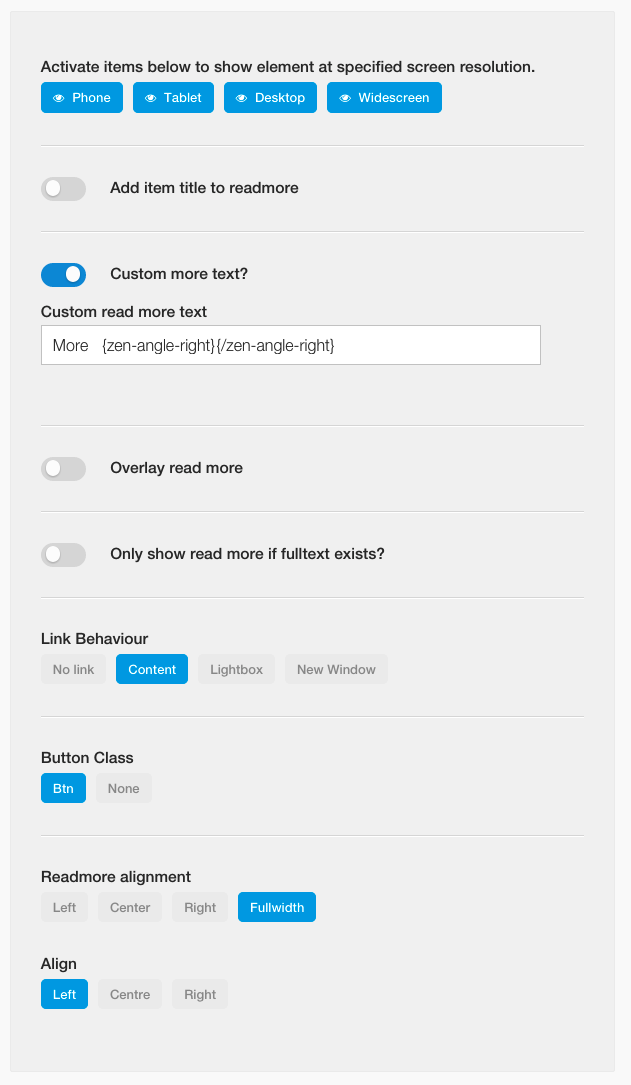 Activate items below to show element at specified screen resolution.
Phone Tablet Desktop Widescreen
Add item title to readmore
Custom more text?
Custom read more text
More {zen-angle-right}{/zen-angle-right}
Overlay read more
Only show read more if fulltext exists?
Link Behaviour
No link Content Lightbox New Window
Button Class
Btn None
Readmore alignment
Left Center Right Fullwidth
Align
Left Centre Right